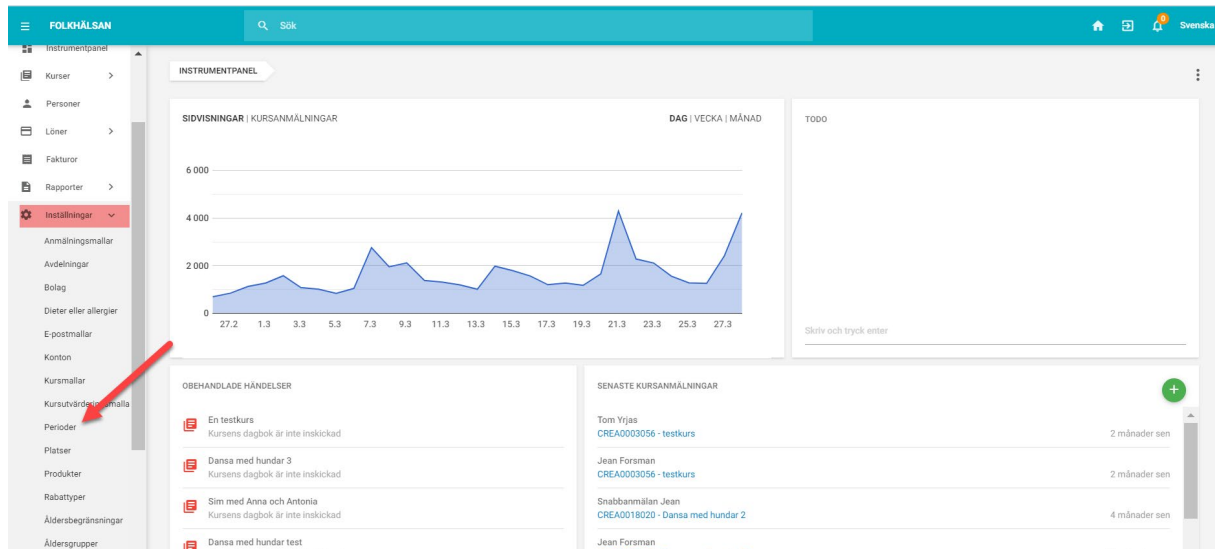 FOLKHÄLSAN
Sök
0
Svenska
Instrumentpanel
Kurser
Personer
Löner
Fakturor
Rapporter
Inställningar
Anmälningsmallar
Avdelningar
Bolag
Dieter eller allergier
E-postmallar
Konton
Kursmallar
Perioder
Platser
Produkter
Rabattyper
Åldersbegränsningar
Åldersgrupper
INSTRUMENTPANEL
SIDVISNINGAR | KURSANMÄLNINGAR
DAG | VECKA | MÅNAD
6 000
4 000
2 000
0
27.2 1.3 3.3 5.3 7.3 9.3 11.3 13.3 15.3 17.3 19.3 21.3 23.3 25.3 27.3
TODO
Skriv och tryck enter
OBEHANDLADE HÄNDELSER
En testkurs
Kursens dagbok är inte inskickad
Dansa med hundar 3
Kursens dagbok är inte inskickad
Sim med Anna och Antonia
Kursens dagbok är inte inskickad
Dansa med hundar test
SENASTE KURSANMÄLNINGAR
Tom Yrjas
CREA0003056 - testkurs
2 månader sen
Jean Forsman
CREA0003056 - testkurs
2 månader sen
Snabbanmälan Jean
CREA0018020 - Dansa med hundar 2
4 månader sen
Jean Forsman